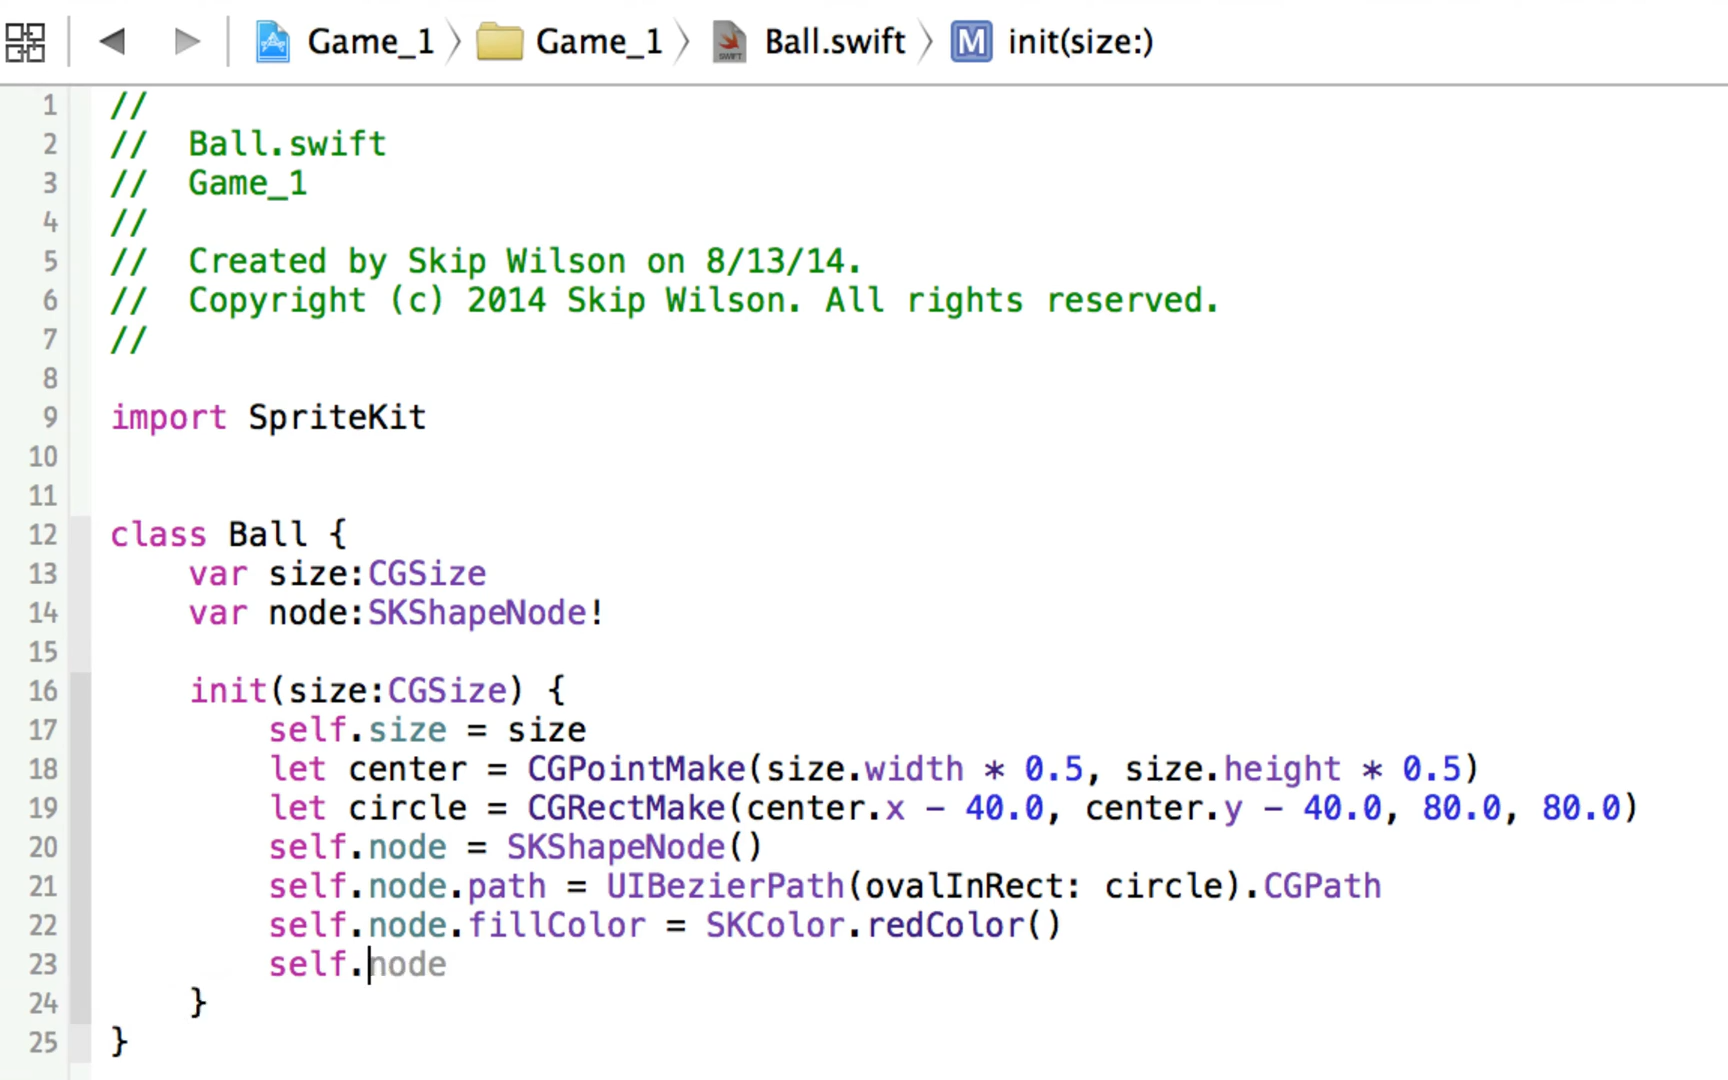 Game_1 Game_1 Ball.swift M init(size:)
1 //
2 //  Ball.swift
3 //  Game_1
4 //
5 //  Created by Skip Wilson on 8/13/14.
6 //  Copyright (c) 2014 Skip Wilson. All rights reserved.
7 //
8
9 import SpriteKit
10
11
12 class Ball {
13     var size:CGSize
14     var node:SKShapeNode!
15
16     init(size:CGSize) {
17         self.size = size
18         let center = CGPointMake(size.width * 0.5, size.height * 0.5)
19         let circle = CGRectMake(center.x - 40.0, center.y - 40.0, 80.0, 80.0)
20         self.node = SKShapeNode()
21         self.node.path = UIBezierPath(ovalInRect: circle).CGPath
22         self.node.fillColor = SKColor.redColor()
23         self.node
24     }
25 }